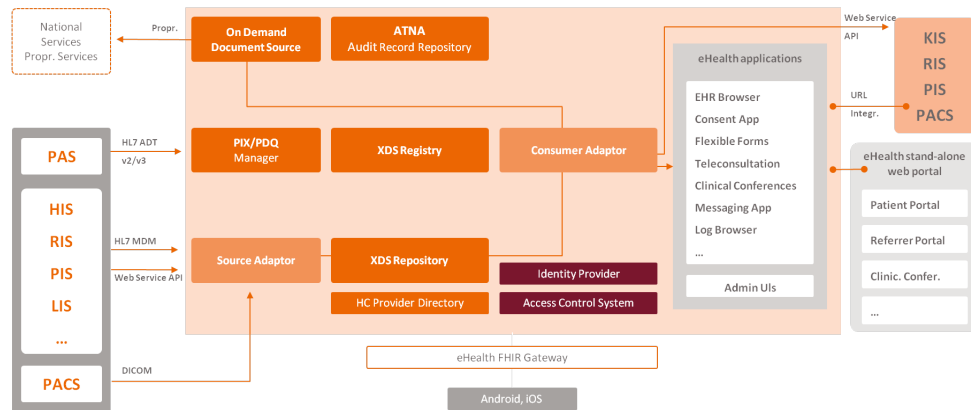 National
Services
Propr. Services
Propr.
On Demand
Document Source
ATNA
Audit Record Repository
Web Service
API
KIS
RIS
PIS
PACS
URL
Integr.
eHealth applications
EHR Browser
Consent App
Flexible Forms
Teleconsultation
Clinical Conferences
Messaging App
Log Browser
...
Admin UIs
PAS
HL7 ADT
v2/v3
PIX/PDQ
Manager
XDS Registry
Consumer Adaptor
HIS
RIS
PIS
LIS
...
HL7 MDM
Web Service API
Source Adaptor
XDS Repository
Identity Provider
HC Provider Directory
Access Control System
eHealth stand-alone
web portal
Patient Portal
Referrer Portal
Clinic. Confer.
...
PACS
DICOM
eHealth FHIR Gateway
Android, iOS